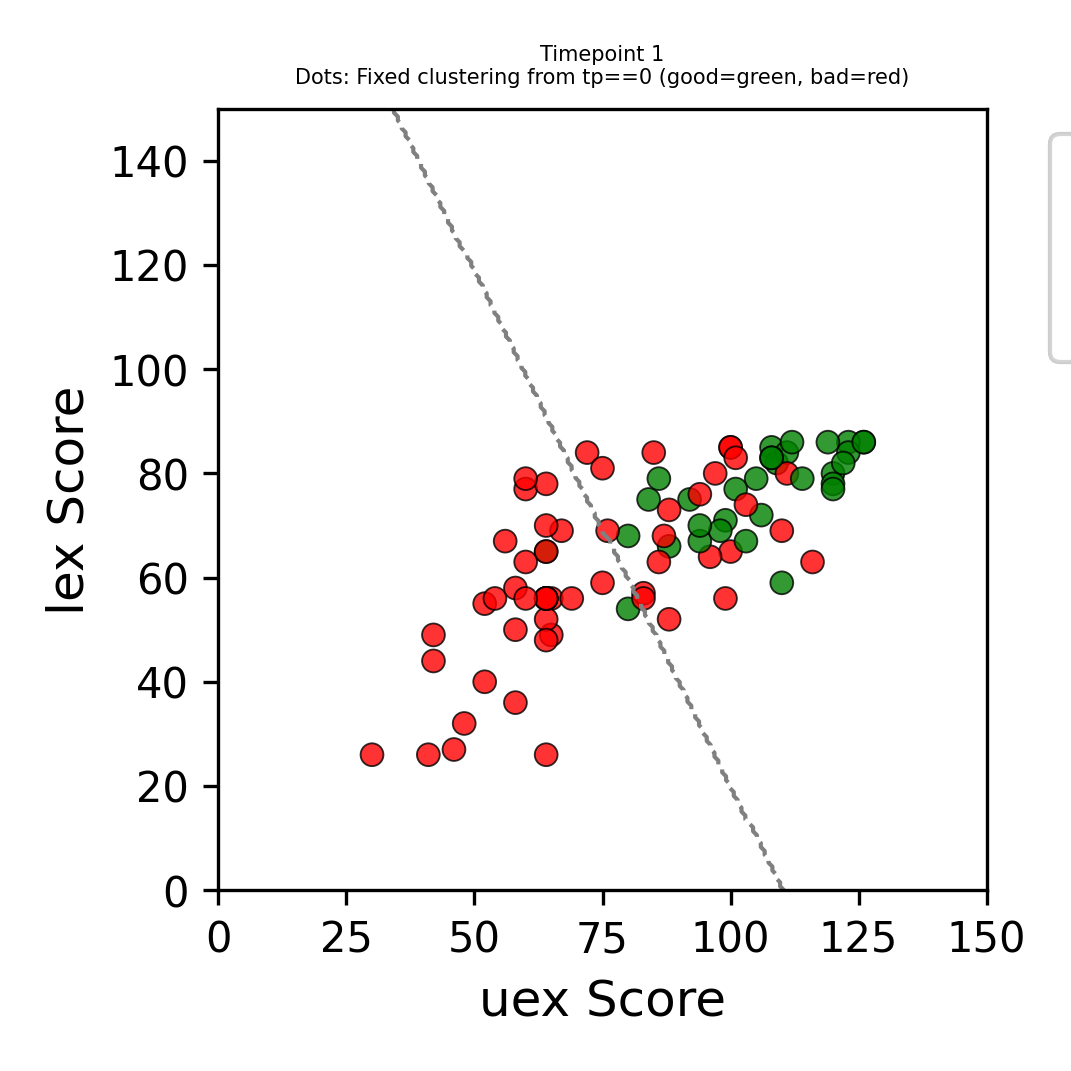 Timepoint 1
Dots: Fixed clustering from tp==0 (good=green, bad=red)
140
120
100
80
60
40
20
0
lex Score
0 25 50 75 100 125 150
uex Score